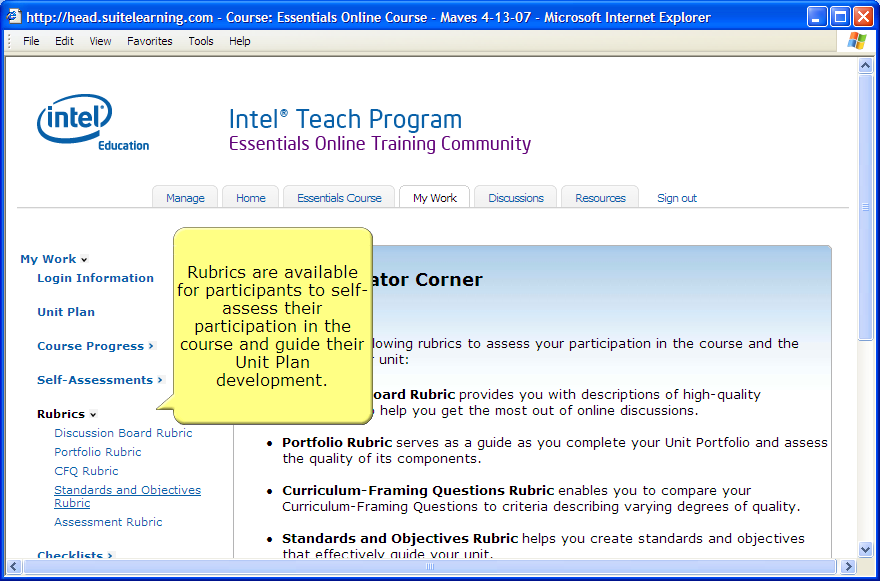 http://head.suitelearning.com - Course: Essentials Online Course - Maves 4-13-07 - Microsoft Internet Explorer
File Edit View Favorites Tools Help
intel®
Education
Intel® Teach Program
Essentials Online Training Community
Manage Home Essentials Course My Work Discussions Resources Sign out
My Work
Login Information
Unit Plan
Course Progress
Self-Assessments
Rubrics
Discussion Board Rubric
Portfolio Rubric
CFQ Rubric
Standards and Objectives
Rubric
Assessment Rubric
Checklists
Rubrics are available
for participants to self-
assess their
participation in the
course and guide their
Unit Plan
development.
ator Corner
lowing rubrics to assess your participation in the course and the
r unit:
oard Rubric provides you with descriptions of high-quality
help you get the most out of online discussions.
• Portfolio Rubric serves as a guide as you complete your Unit Portfolio and assess
the quality of its components.
• Curriculum-Framing Questions Rubric enables you to compare your
Curriculum-Framing Questions to criteria describing varying degrees of quality.
• Standards and Objectives Rubric helps you create standards and objectives
that effectively guide your unit.